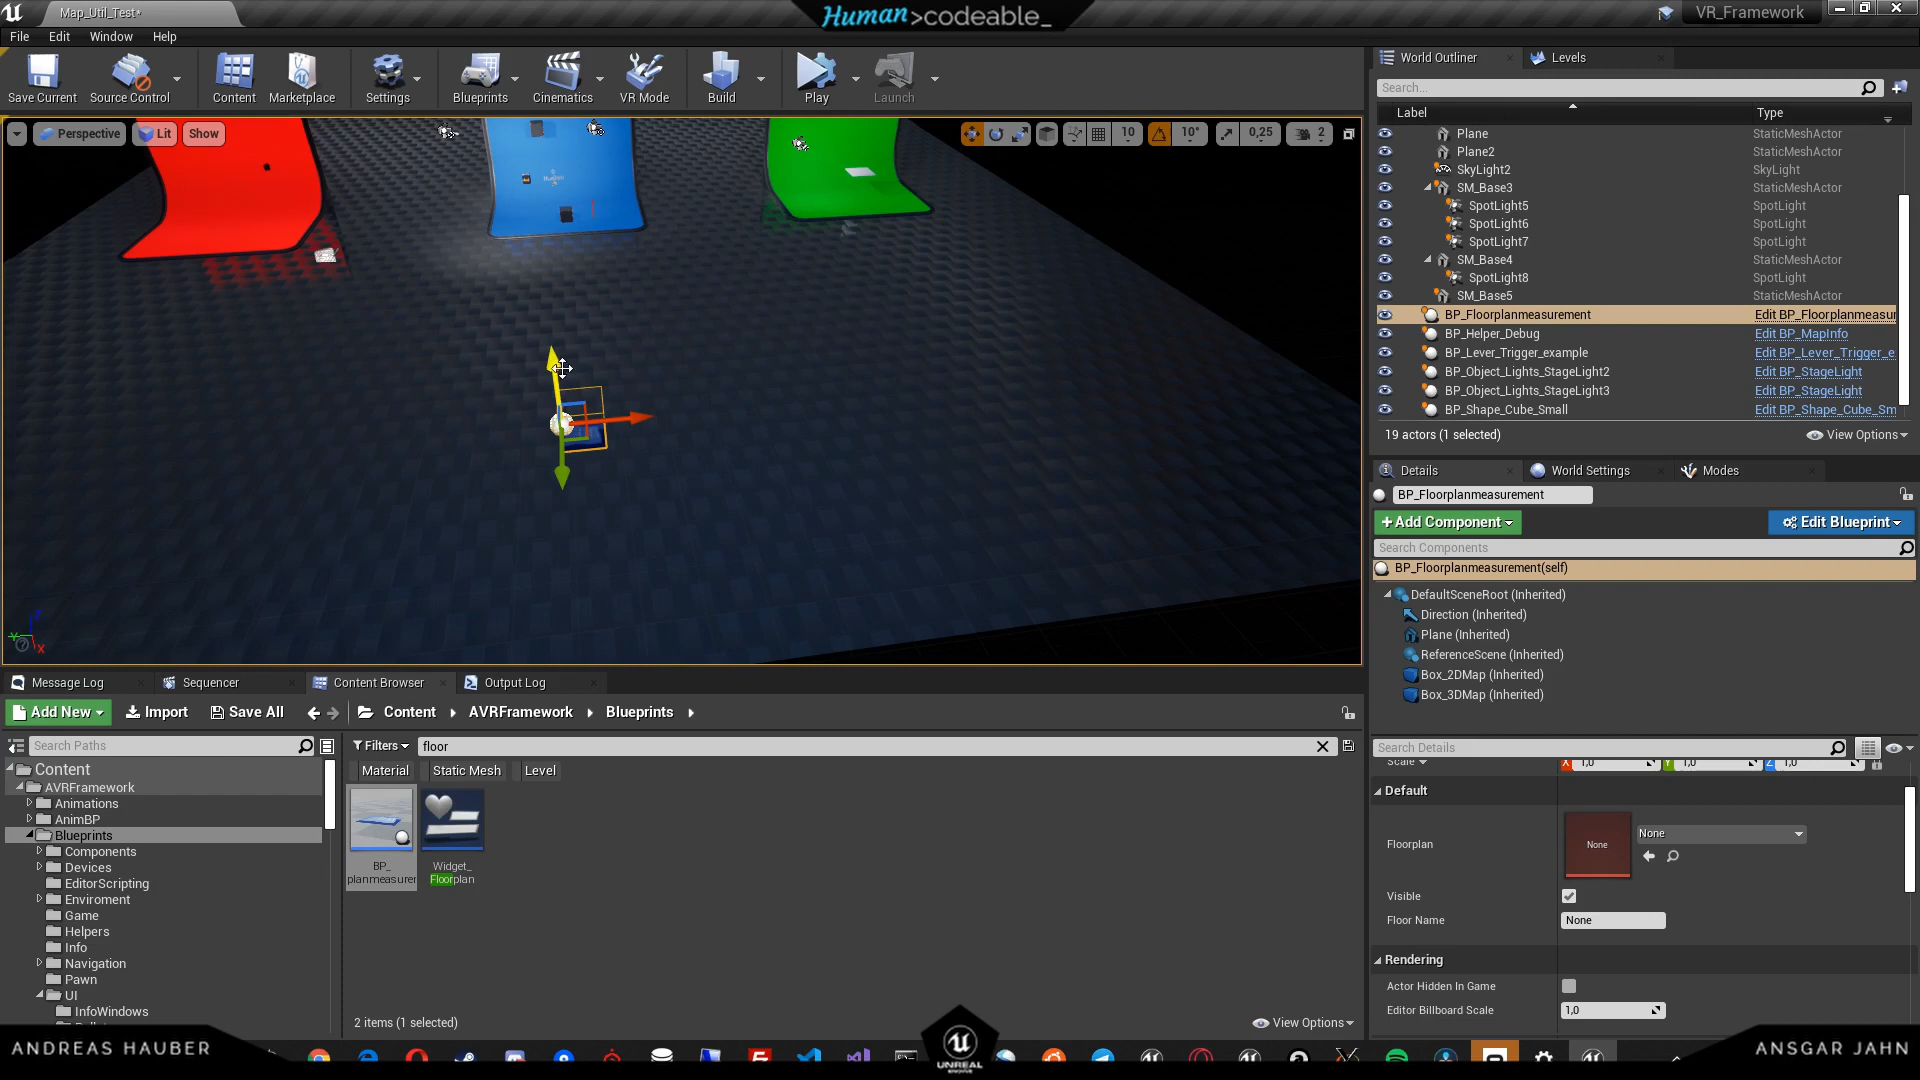 Map_Util_Test*
Human>codeable_
VR_Framework
File Edit Window Help
Save Current
Source Control
Content
Marketplace
Settings
Blueprints
Cinematics
VR Mode
Build
Play
Launch
Perspective
Lit
Show
10
10°
0,25
2
World Outliner
Levels
Search...
Label Type
Plane StaticMeshActor
Plane2 StaticMeshActor
SkyLight2 SkyLight
SM_Base3 StaticMeshActor
SpotLight5 SpotLight
SpotLight6 SpotLight
SpotLight7 SpotLight
SM_Base4 StaticMeshActor
SpotLight8 SpotLight
SM_Base5 StaticMeshActor
BP_Floorplanmeasurement Edit BP_Floorplanmeasur
BP_Helper_Debug Edit BP_MapInfo
BP_Lever_Trigger_example Edit BP_Lever_Trigger_e
BP_Object_Lights_StageLight2 Edit BP_StageLight
BP_Object_Lights_StageLight3 Edit BP_StageLight
BP_Shape_Cube_Small Edit BP_Shape_Cube_Sm
19 actors (1 selected)
View Options
Details
World Settings
Modes
BP_Floorplanmeasurement
+Add Component
Edit Blueprint
Search Components
BP_Floorplanmeasurement(self)
DefaultSceneRoot (Inherited)
Direction (Inherited)
Plane (Inherited)
ReferenceScene (Inherited)
Box_2DMap (Inherited)
Box_3DMap (Inherited)
Search Details
Scale X 1,0 Y 1,0 Z 1,0
Default
Floorplan
None
None
Visible
Floor Name None
Rendering
Actor Hidden In Game
Editor Billboard Scale 1,0
Z
Y
X
Message Log
Sequencer
Content Browser
Output Log
Add New
Import
Save All
Content
AVRFramework
Blueprints
Search Paths
Filters
floor
Material
Static Mesh
Level
Content
AVRFramework
Animations
AnimBP
Blueprints
Components
Devices
EditorScripting
Enviroment
Game
Helpers
Info
Navigation
Pawn
UI
InfoWindows
BP_
planmeasurer
Widget_
Floorplan
2 items (1 selected)
View Options
ANDREAS HAUBER
UNREAL
ENGINE
ANSGAR JAHN